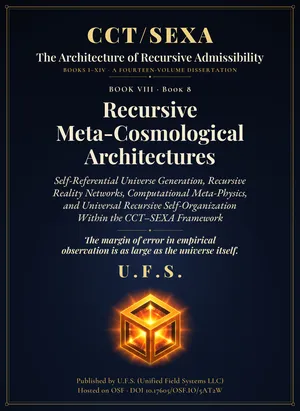 CCT/SEXA
The Architecture of Recursive Admissibility
BOOKS I–XIV · A FOURTEEN-VOLUME DISSERTATION
BOOK VIII · Book 8
Recursive
Meta-Cosmological
Architectures
Self-Referential Universe Generation, Recursive
Reality Networks, Computational Meta-Physics,
and Universal Recursive Self-Organization
Within the CCT–SEXA Framework
The margin of error in empirical
observation is as large as the universe itself.
U.F.S.
Published by U.F.S. (Unified Field Systems LLC)
Hosted on OSF · DOI 10.17605/OSF.IO/5AT2W